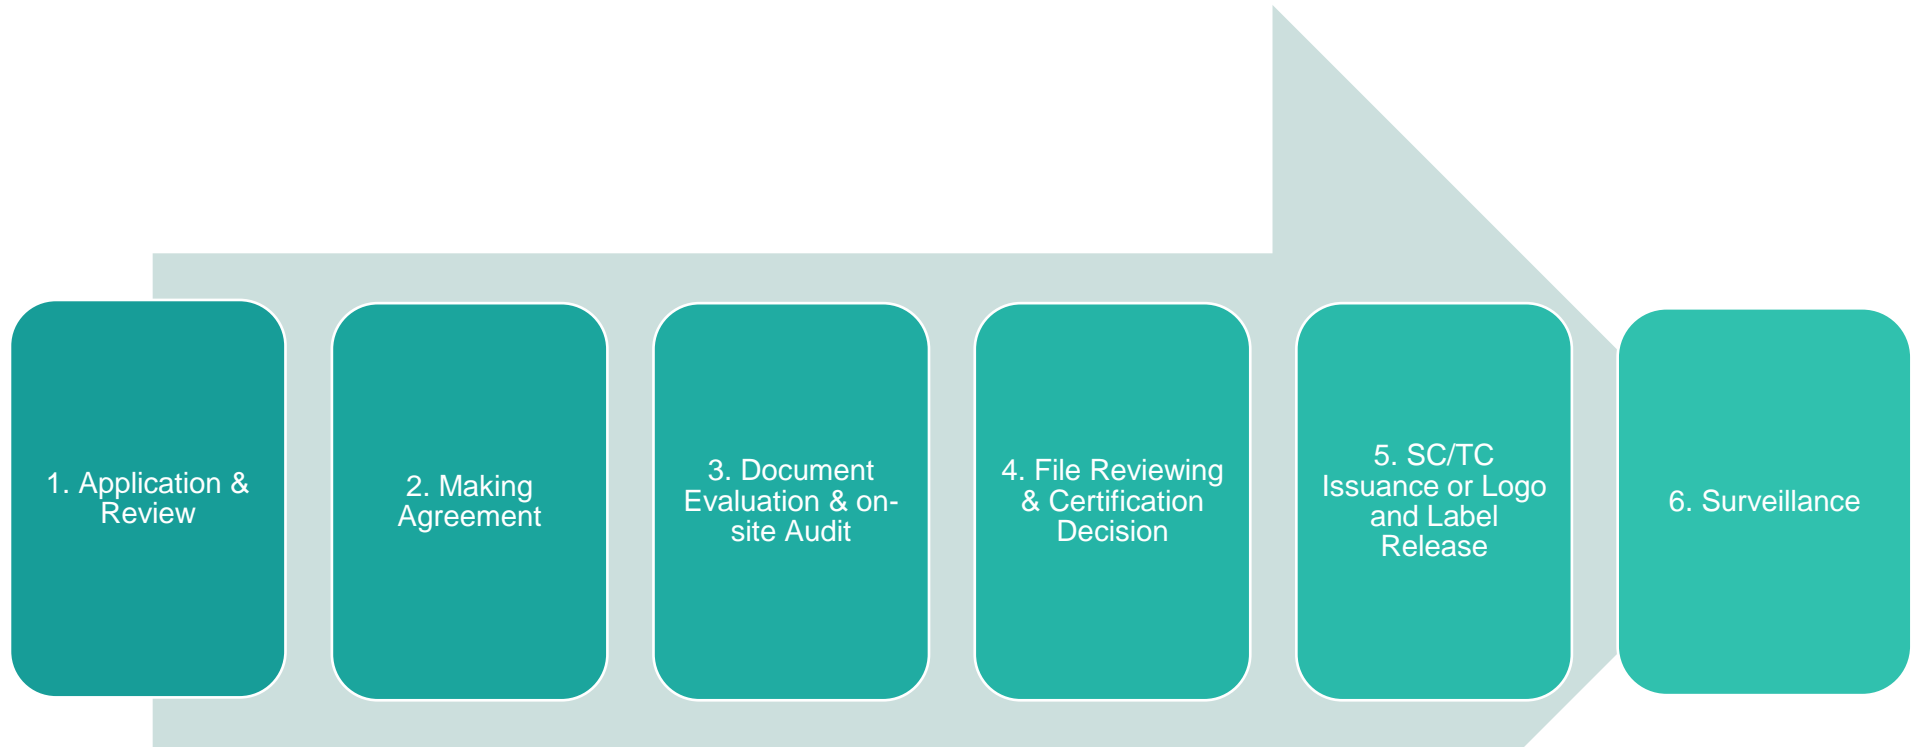 1. Application &
Review
2. Making
Agreement
3. Document
Evaluation & on-
site Audit
4. File Reviewing
& Certification
Decision
5. SC/TC
Issuance or Logo
and Label
Release
6. Surveillance